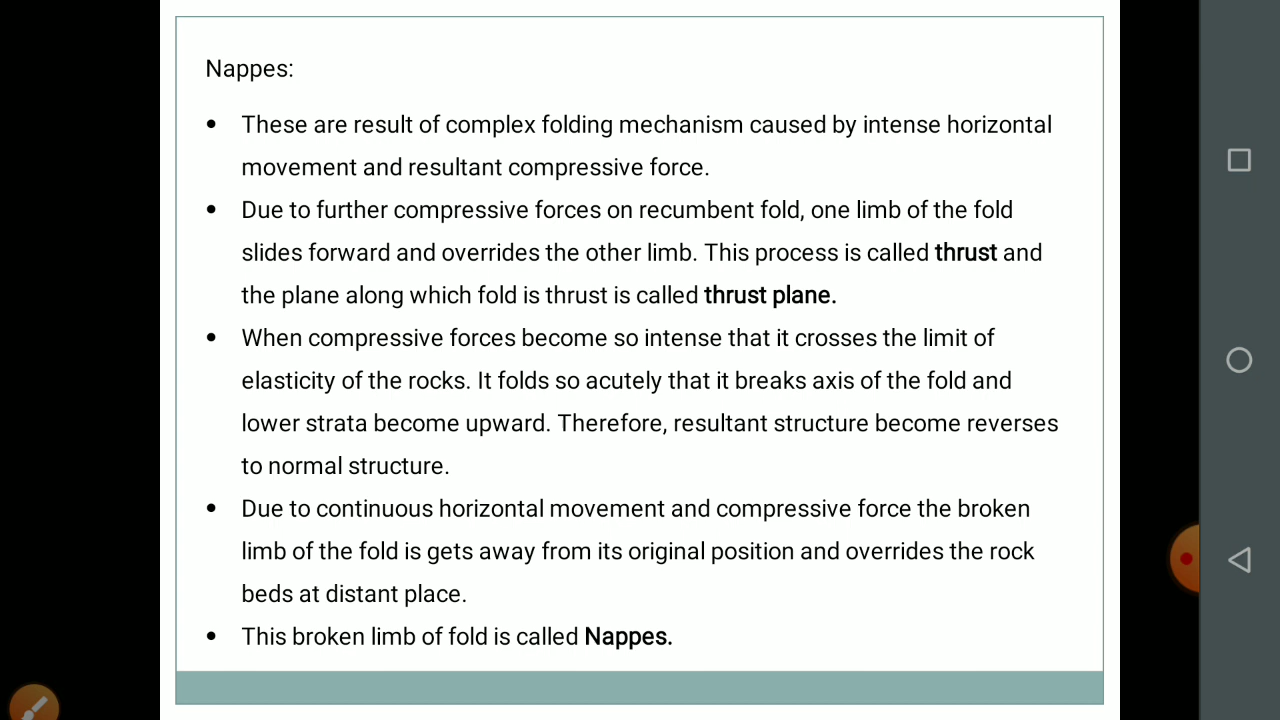 Nappes:
• These are result of complex folding mechanism caused by intense horizontal
movement and resultant compressive force.
• Due to further compressive forces on recumbent fold, one limb of the fold
slides forward and overrides the other limb. This process is called thrust and
the plane along which fold is thrust is called thrust plane.
• When compressive forces become so intense that it crosses the limit of
elasticity of the rocks. It folds so acutely that it breaks axis of the fold and
lower strata become upward. Therefore, resultant structure become reverses
to normal structure.
• Due to continuous horizontal movement and compressive force the broken
limb of the fold is gets away from its original position and overrides the rock
beds at distant place.
• This broken limb of fold is called Nappes.